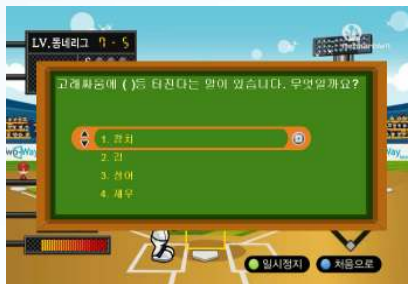 LV.동네리그 7 - 5
고래싸움에 ( )등 터진다는 말이 있습니다. 무엇일까요?
1. 참치
2. 김
3. 상어
4. 새우
일시정지
처음으로